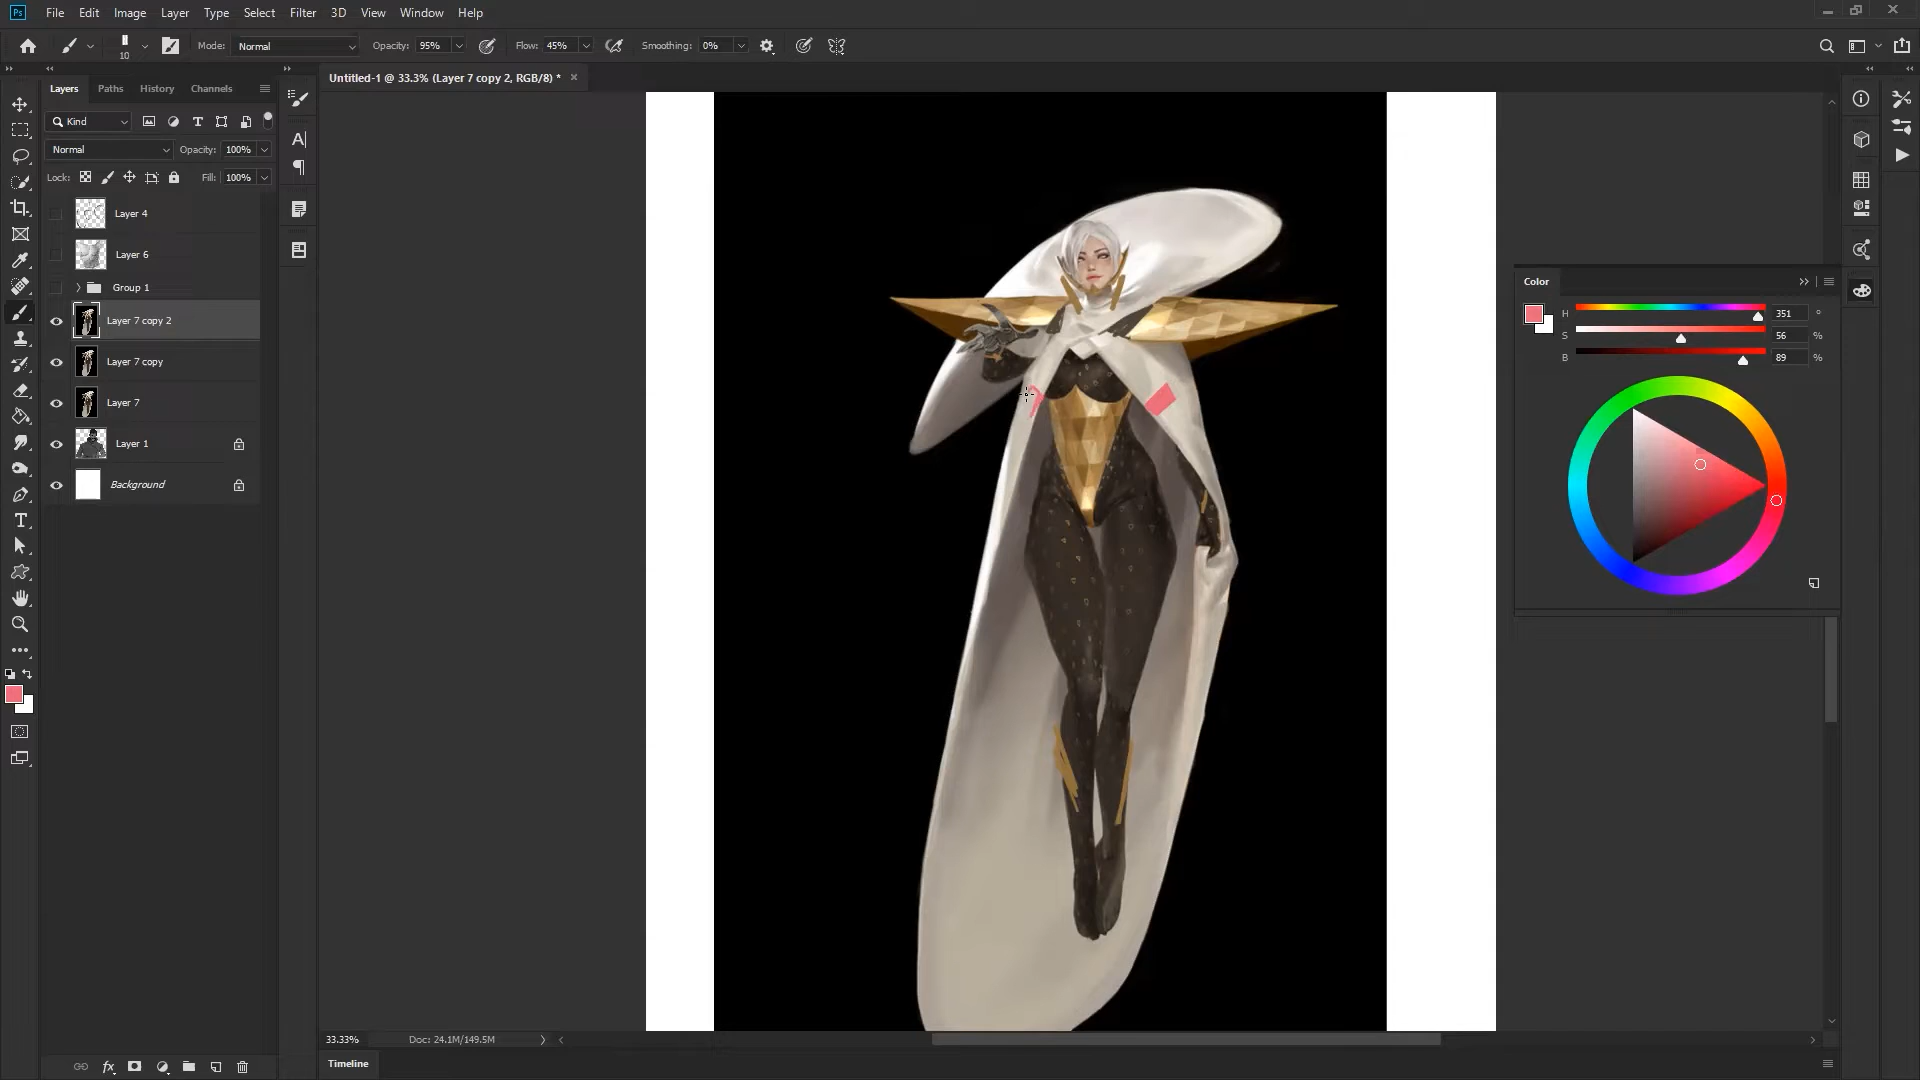 Ps File Edit Image Layer Type Select Filter 3D View Window Help
10 Mode: Normal Opacity: 95% Flow: 45% Smoothing: 0%
Untitled-1 @ 33.3% (Layer 7 copy 2, RGB/8) *
Layers Paths History Channels
Kind
Normal Opacity: 100%
Lock: Fill: 100%
Layer 4
Layer 6
Group 1
Layer 7 copy 2
Layer 7 copy
Layer 7
Layer 1
Background
Color
H 351 °
S 56 %
B 89 %
33.33% Doc: 24.1M/149.5M
Timeline